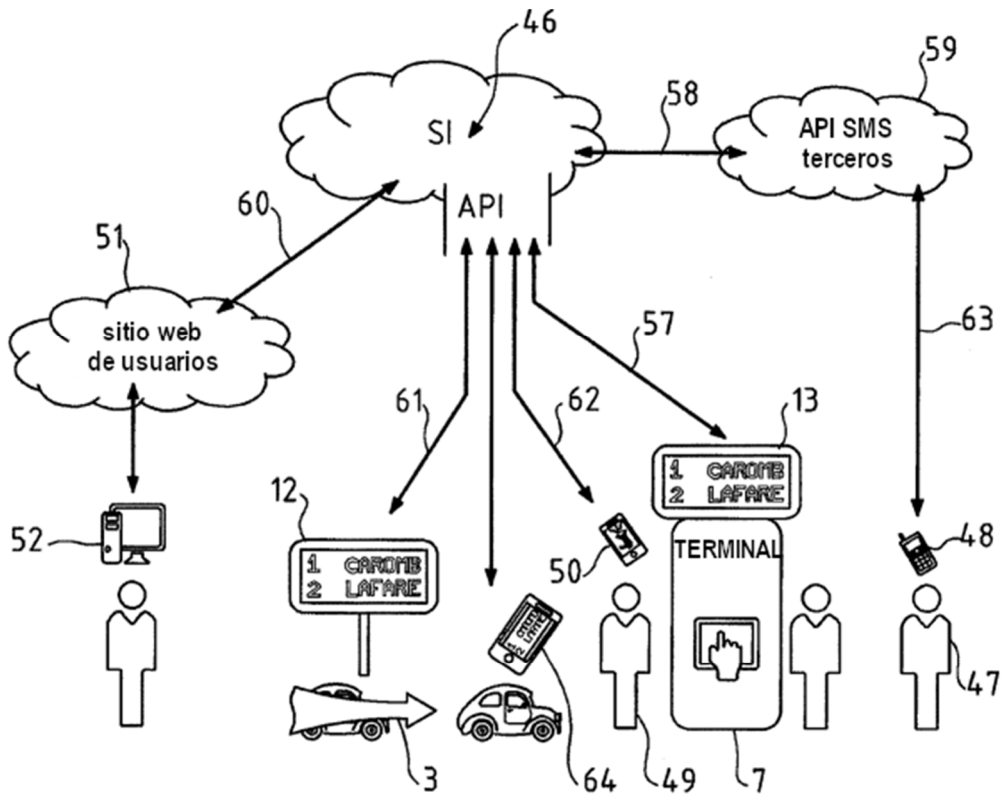 46
59
58
SI
API SMS
terceros
60
API
51
sitio web
de usuarios
57
63
61
62
13
12
1 CAROMB
2 LAFARE
1 CAROMB
2 LAFARE
52
50
TERMINAL
48
47
3
64
49
7